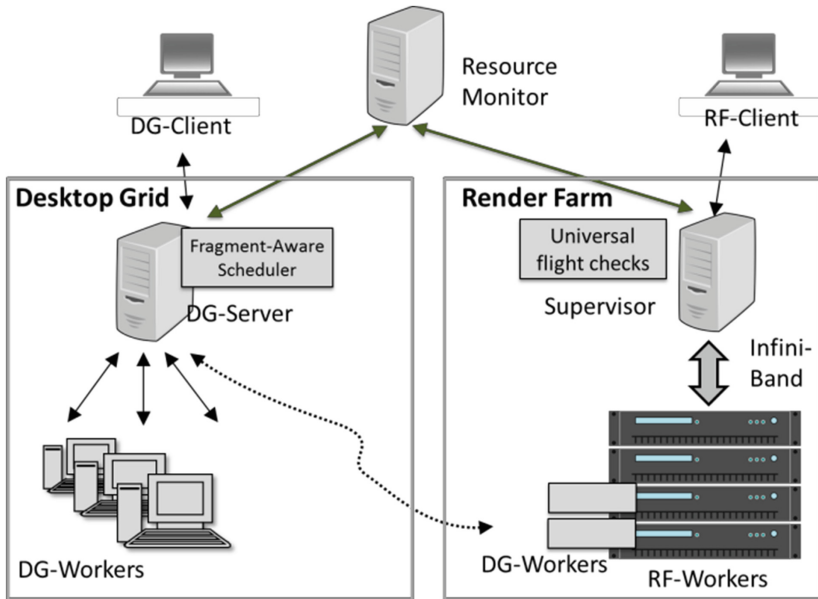 Resource
Monitor
DG-Client
RF-Client
Desktop Grid
Fragment-Aware
Scheduler
DG-Server
DG-Workers
Render Farm
Universal
flight checks
Supervisor
Infini-
Band
DG-Workers
RF-Workers